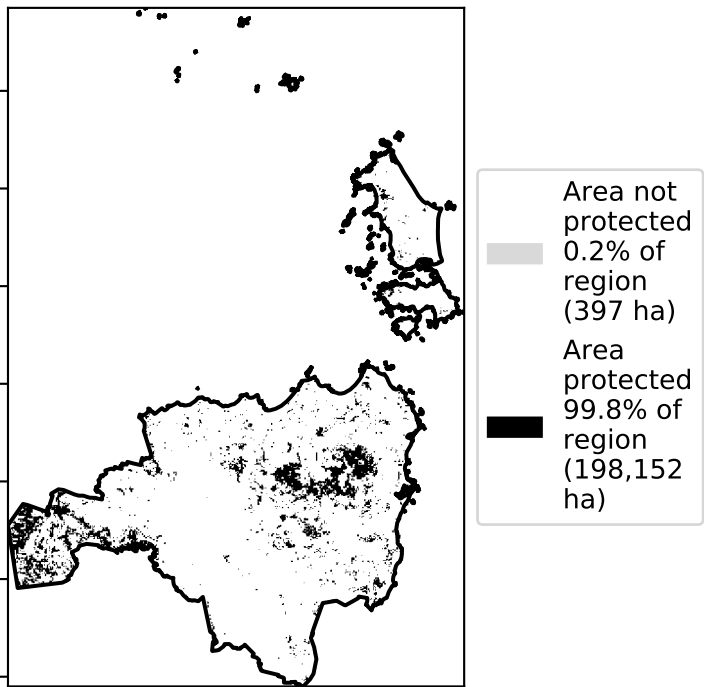 Area not
protected
0.2% of
region
(397 ha)
Area
protected
99.8% of
region
(198,152
ha)